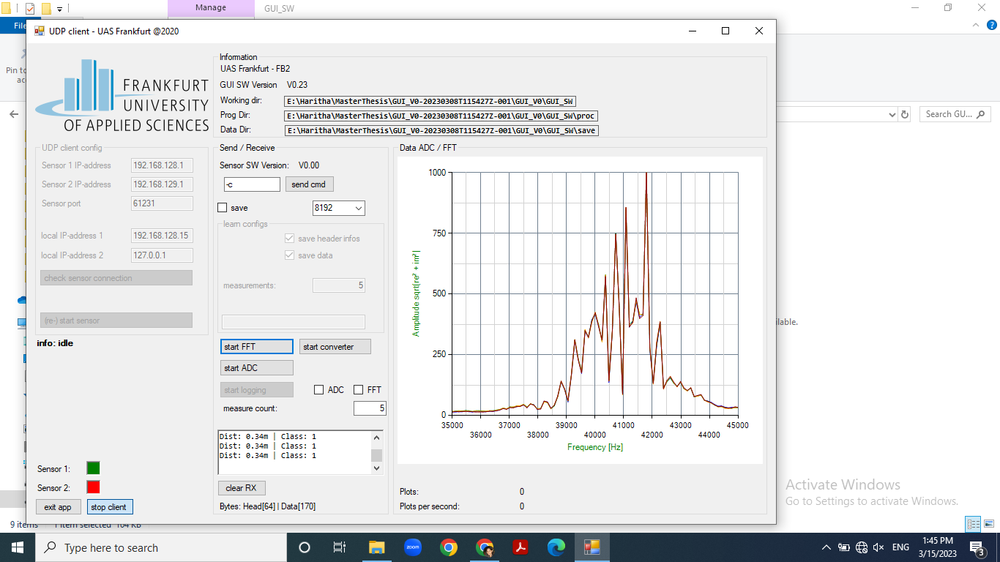 Manage
GUI_SW
File
UDP client - UAS Frankfurt @2020
Pin to
ac
FRANKFURT
UNIVERSITY
OF APPLIED SCIENCES
Information
UAS Frankfurt - FB2
GUI SW Version V0.23
Working dir: E:\Haritha\MasterThesis\GUI_V0-20230308T115427Z-001\GUI_V0\GUI_SW
Prog Dir: E:\Haritha\MasterThesis\GUI_V0-20230308T115427Z-001\GUI_V0\GUI_SW\proc
Data Dir: E:\Haritha\MasterThesis\GUI_V0-20230308T115427Z-001\GUI_V0\GUI_SW\save
Search GU...
UDP client config
Sensor 1 IP-address 192.168.128.1
Sensor 2 IP-address 192.168.129.1
Sensor port 61231
local IP-address 1 192.168.128.15
local IP-address 2 127.0.0.1
check sensor connection
(re-) start sensor
info: idle
Sensor 1:
Sensor 2:
exit app stop client
Send / Receive
Sensor SW Version: V0.00
-c send cmd
save 8192
learn configs
save header infos
save data
measurements: 5
start FFT start converter
start ADC
start logging ADC FFT
measure count: 5
Dist: 0.34m | Class: 1
Dist: 0.34m | Class: 1
Dist: 0.34m | Class: 1
clear RX
Bytes: Head[64] | Data[170]
Data ADC / FFT
1000
750
500
250
0
Amplitude sqrt(re² + im²)
35000 37000 39000 41000 43000 45000
36000 38000 40000 42000 44000
Frequency [Hz]
Plots: 0
Plots per second: 0
lable.
Activate Windows
Go to Settings to activate Windows.
9 items 1 item selected 104 KB
Type here to search
zoom
ENG
1:45 PM
3/15/2023
3